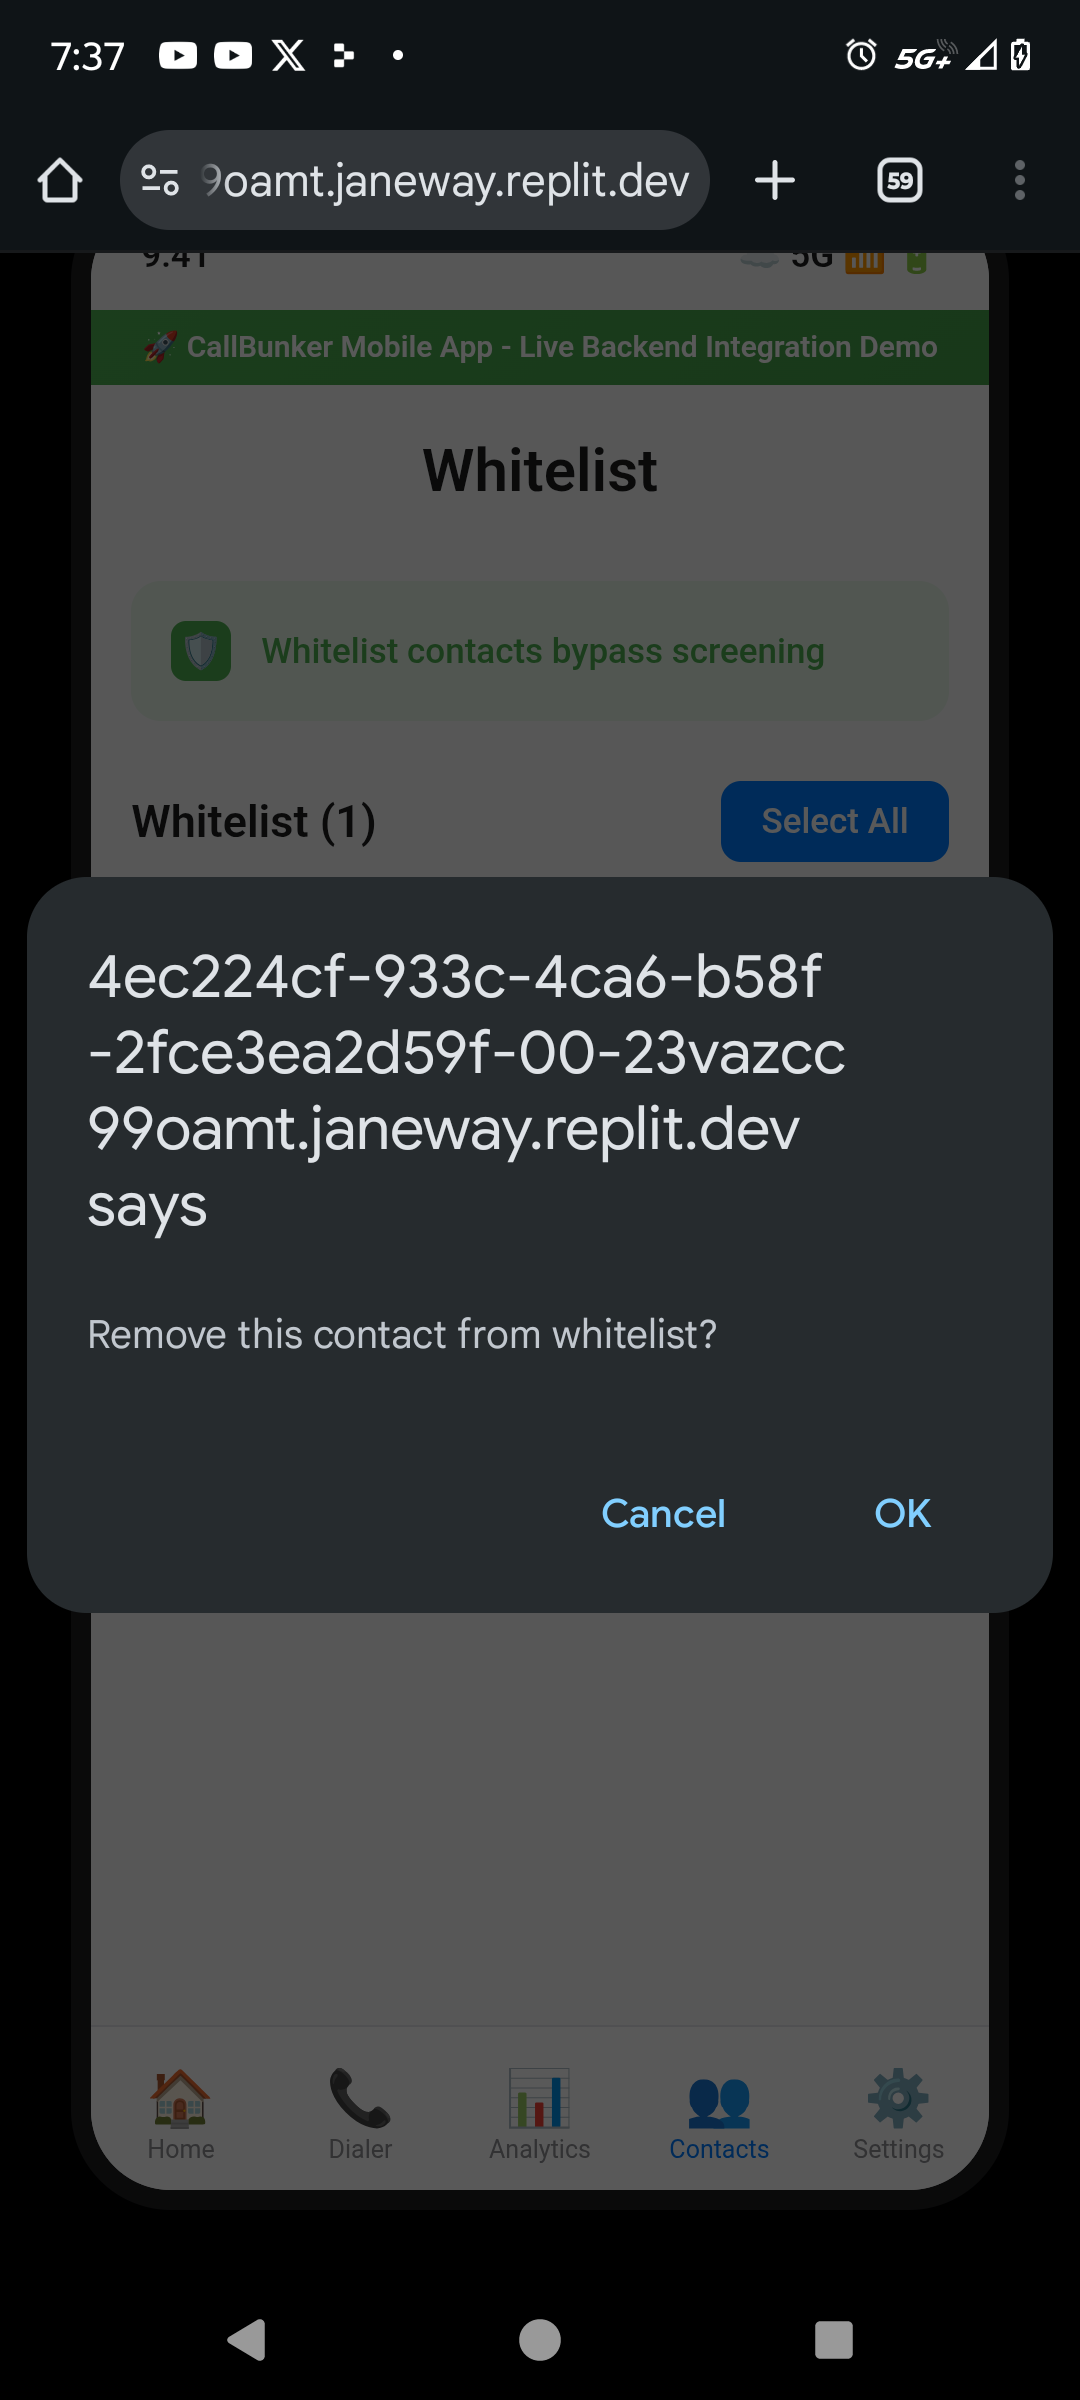 7:37
5G+
9oamt.janeway.replit.dev
59
9:41
5G
CallBunker Mobile App - Live Backend Integration Demo
Whitelist
Whitelist contacts bypass screening
Whitelist (1)
Select All
4ec224cf-933c-4ca6-b58f
-2fce3ea2d59f-00-23vazcc
99oamt.janeway.replit.dev
says
Remove this contact from whitelist?
Cancel
OK
Home
Dialer
Analytics
Contacts
Settings